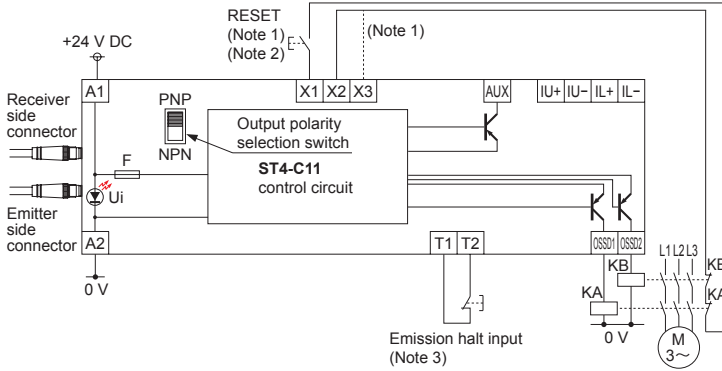 RESET
(Note 1)
(Note 2)
(Note 1)
+24 V DC
A1
X1
X2
X3
AUX
IU+
IU−
IL+
IL−
Receiver
side
connector
PNP
NPN
Output polarity
selection switch
ST4-C11
control circuit
F
Ui
Emitter
side
connector
A2
T1
T2
OSSD1
OSSD2
L1
L2
L3
KB
KB
KA
KA
0 V
0 V
Emission halt input
(Note 3)
M
3~